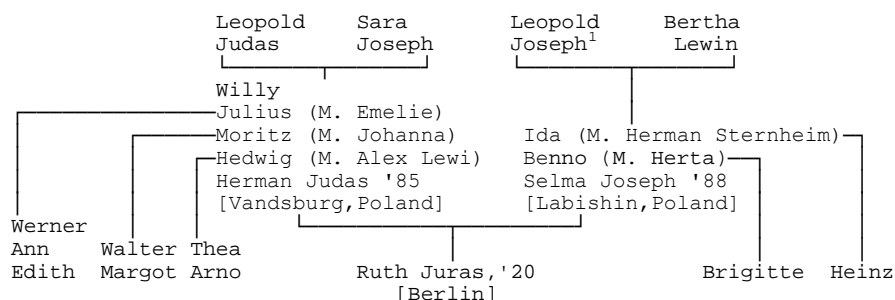 Leopold Sara Leopold Bertha
Judas Joseph Joseph¹ Lewin
Willy
Julius (M. Emelie)
Moritz (M. Johanna) Ida (M. Herman Sternheim)
Hedwig (M. Alex Lewi) Benno (M. Herta)
Herman Judas '85 Selma Joseph '88
[Vandsburg,Poland] [Labishin,Poland]
Werner
Ann Walter Thea
Edith Margot Arno Ruth Juras,'20 Brigitte Heinz
[Berlin]